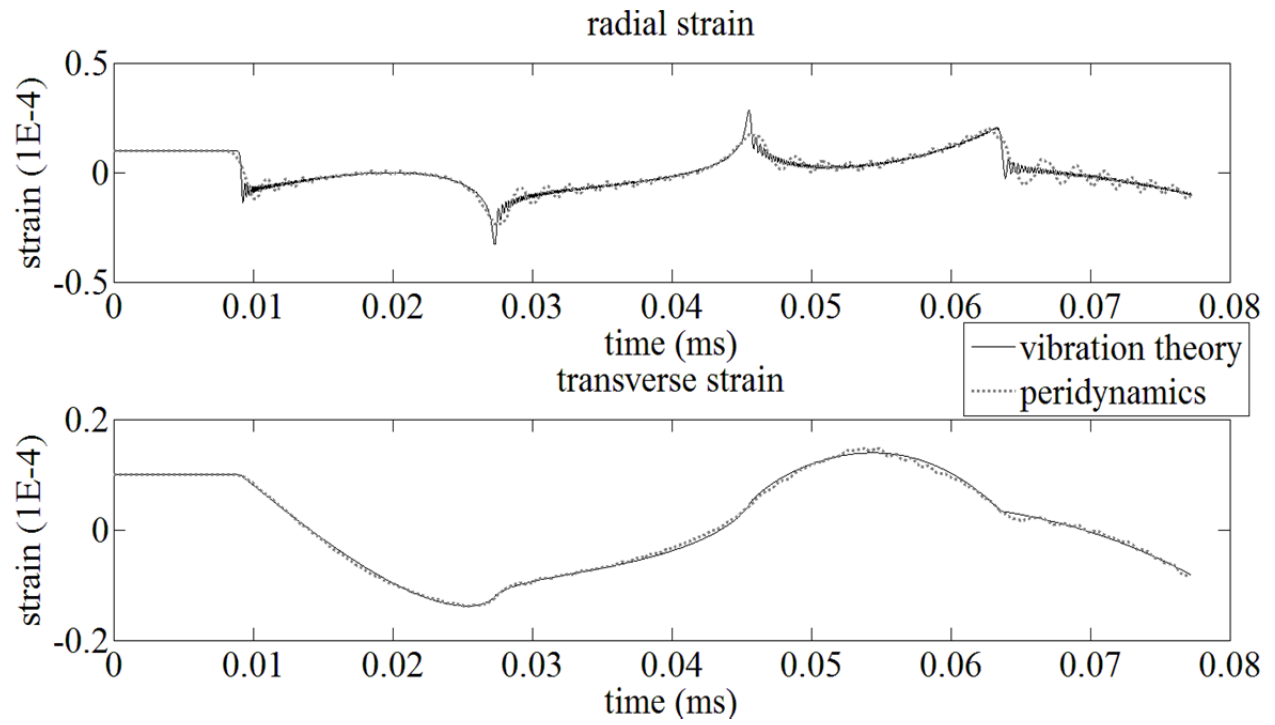 radial strain
0.5
0
-0.5
strain (1E-4)
0 0.01 0.02 0.03 0.04 0.05 0.06 0.07 0.08
time (ms)
vibration theory
peridynamics
transverse strain
0.2
0
-0.2
strain (1E-4)
0 0.01 0.02 0.03 0.04 0.05 0.06 0.07 0.08
time (ms)